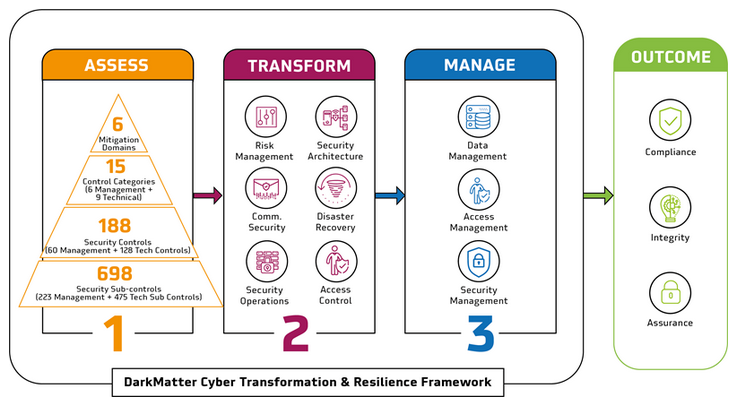 ASSESS
6
Mitigation
Domains
15
Control Categories
(6 Management +
9 Technical)
188
Security Controls
(60 Management + 128 Tech Controls)
698
Security Sub-controls
(223 Management + 475 Tech Sub Controls)
1
TRANSFORM
Risk
Management
Security
Architecture
Comm.
Security
Disaster
Recovery
Security
Operations
Access
Control
2
MANAGE
Data
Management
Access
Management
Security
Management
3
OUTCOME
Compliance
Integrity
Assurance
DarkMatter Cyber Transformation & Resilience Framework